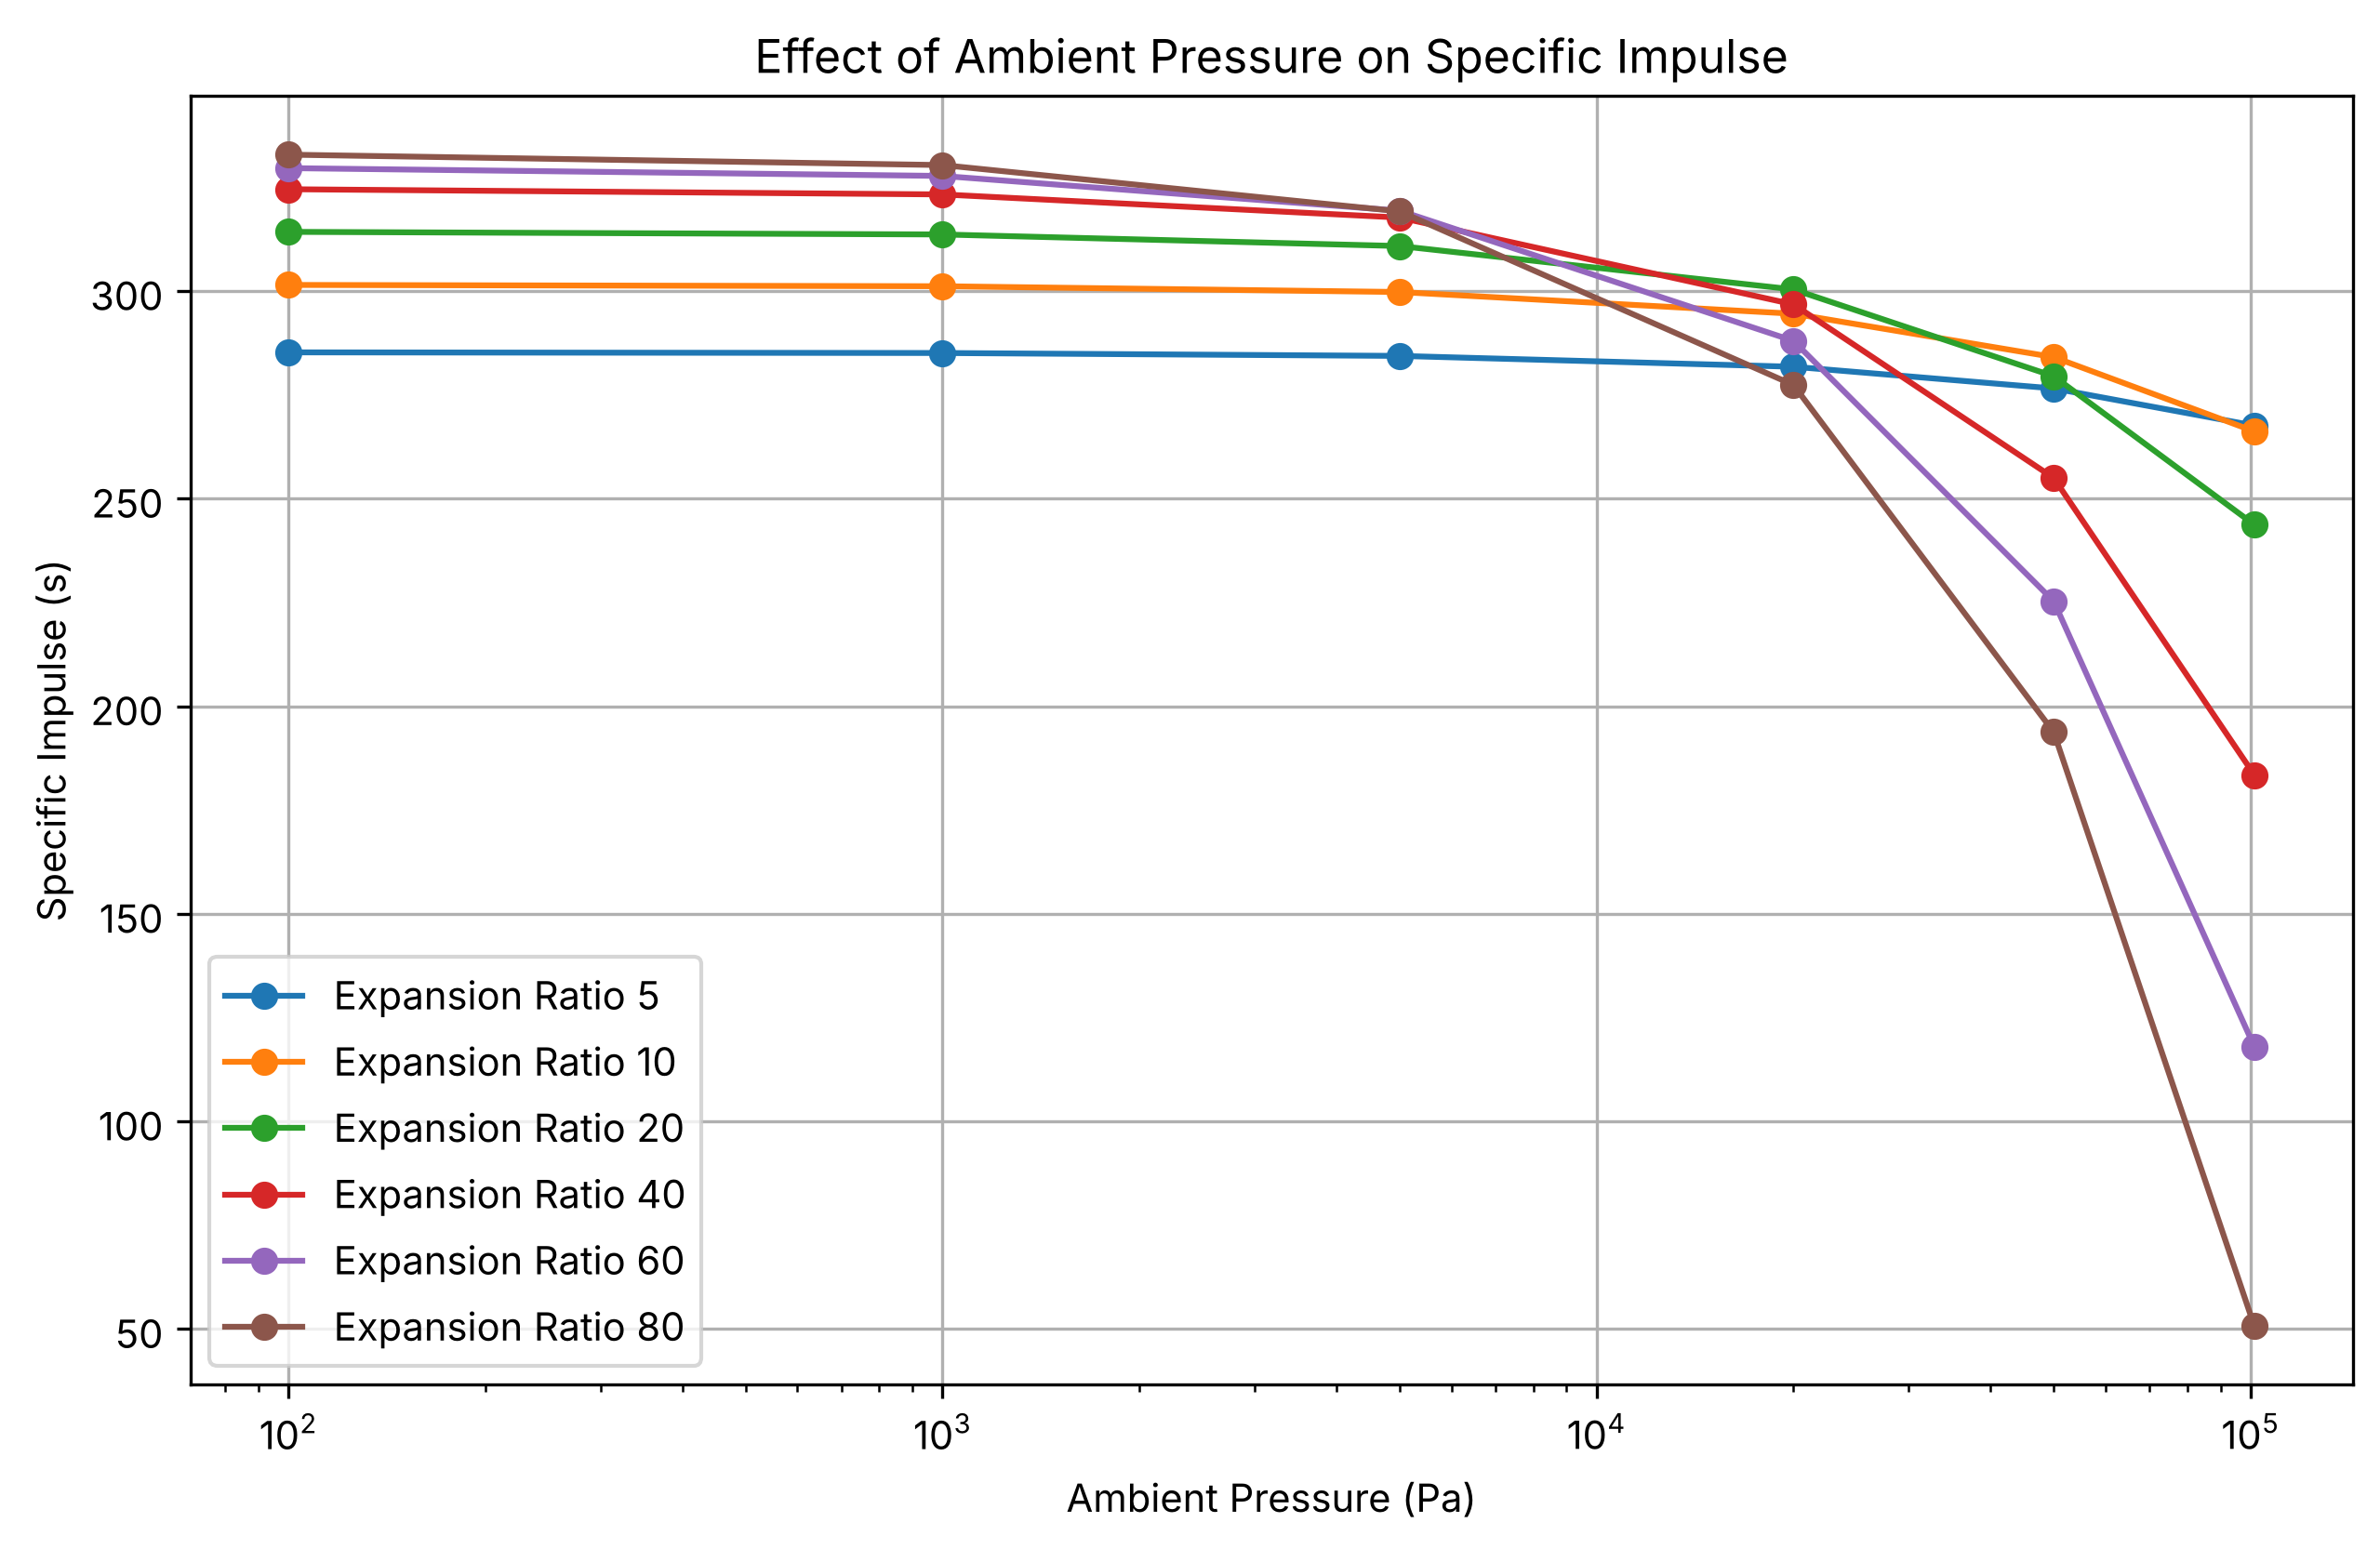 Effect of Ambient Pressure on Specific Impulse
Specific Impulse (s)
300
250
200
150
100
50
Expansion Ratio 5
Expansion Ratio 10
Expansion Ratio 20
Expansion Ratio 40
Expansion Ratio 60
Expansion Ratio 80
10² 10³ 10⁴ 10⁵
Ambient Pressure (Pa)